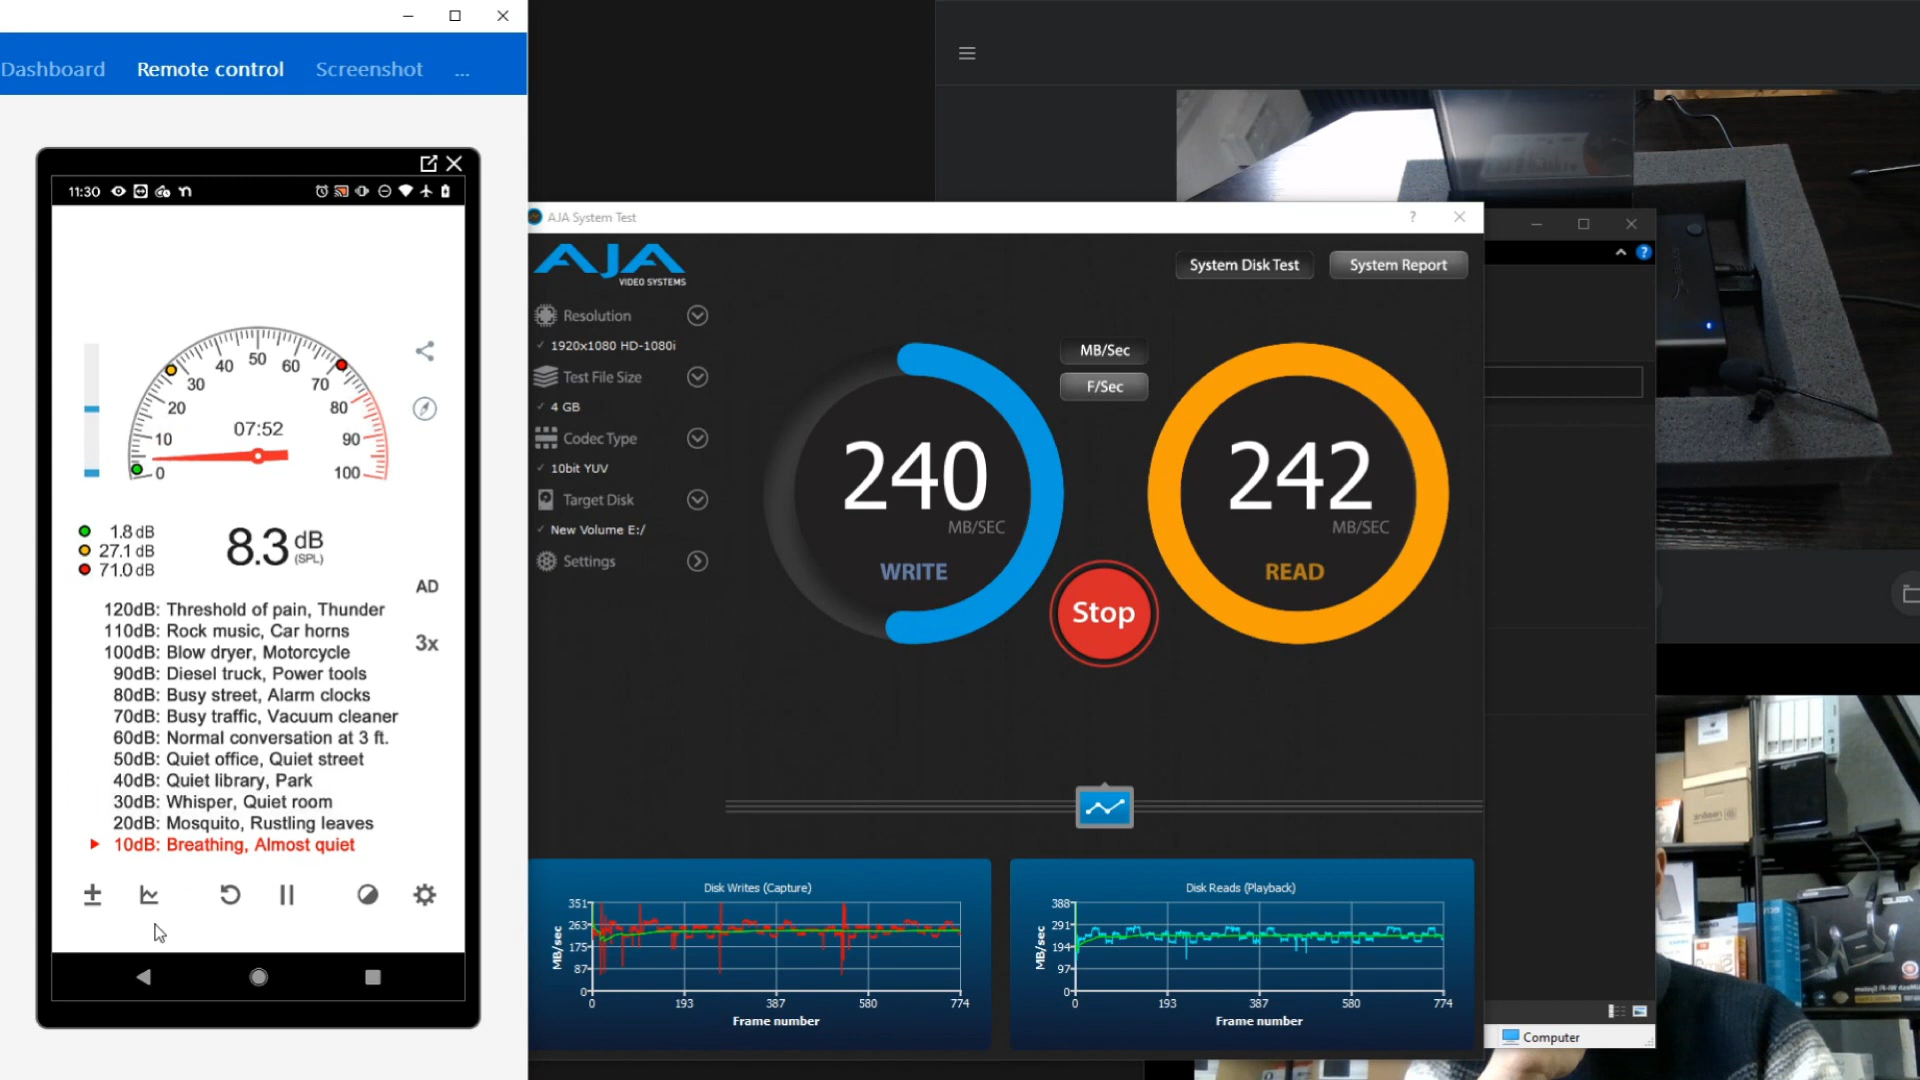 Dashboard Remote control Screenshot ...
11:30
0 10 20 30 40 50 60 70 80 90 100
07:52
1.8 dB
27.1 dB
71.0 dB
8.3 dB
(SPL)
AD
3x
120dB: Threshold of pain, Thunder
110dB: Rock music, Car horns
100dB: Blow dryer, Motorcycle
90dB: Diesel truck, Power tools
80dB: Busy street, Alarm clocks
70dB: Busy traffic, Vacuum cleaner
60dB: Normal conversation at 3 ft.
50dB: Quiet office, Quiet street
40dB: Quiet library, Park
30dB: Whisper, Quiet room
20dB: Mosquito, Rustling leaves
10dB: Breathing, Almost quiet
AJA System Test
?
AJA
VIDEO SYSTEMS
System Disk Test
System Report
Resolution
1920x1080 HD-1080i
Test File Size
4 GB
Codec Type
10bit YUV
Target Disk
New Volume E:/
Settings
MB/Sec
F/Sec
240
MB/SEC
WRITE
242
MB/SEC
READ
Stop
Disk Writes (Capture)
351
263
175
87
0
MB/sec
0 193 387 580 774
Frame number
Disk Reads (Playback)
388
291
194
97
0
MB/sec
0 193 387 580 774
Frame number
?
Computer